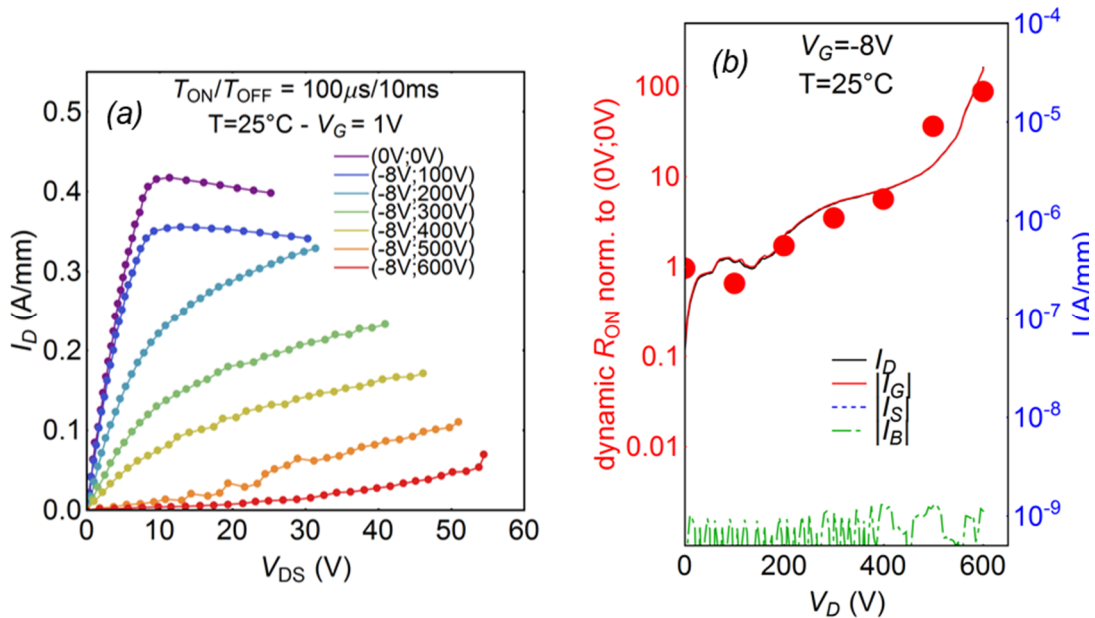 (a)
T_ON/T_OFF = 100μs/10ms
T=25°C - V_G = 1V
(0V;0V)
(-8V;100V)
(-8V;200V)
(-8V;300V)
(-8V;400V)
(-8V;500V)
(-8V;600V)
0.5
0.4
0.3
0.2
0.1
0.0
I_D (A/mm)
0 10 20 30 40 50 60
V_DS (V)
(b)
V_G=-8V
T=25°C
dynamic R_ON norm. to (0V;0V)
100
10
1
0.1
0.01
I_D
|I_G|
|I_S|
|I_B|
10^-4
10^-5
10^-6
10^-7
10^-8
10^-9
I (A/mm)
0 200 400 600
V_D (V)